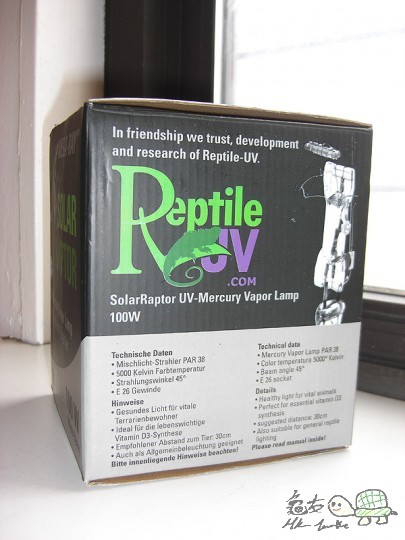 In friendship we trust, development
and research of Reptile-UV.
Reptile
UV
.COM
SolarRaptor UV-Mercury Vapor Lamp
100W
Technische Daten
• Mischlicht-Strahler PAR 38
• 5000 Kelvin Farbtemperatur
• Strahlungswinkel 45°
• E 26 Gewinde
Hinweise
• Gesundes Licht für vitale
Terrarienbewohner
• Ideal für die lebenswichtige
Vitamin D3-Synthese
• Empfohlener Abstand zum Tier: 30cm
• Auch als Allgemeinbeleuchtung geeignet
Bitte innenliegende Hinweise beachten!
Technical data
• Mercury Vapor Lamp PAR 38
• Color temperature 5000° Kelvin
• Beam angle 45°
• E 26 socket
Details
• Healthy light for vital animals
• Perfect for essential vitamin D3
synthesis
• suggested distance: 30cm
• Also suitable for general reptile
lighting
Please read manual inside!
SOLAR
龜友